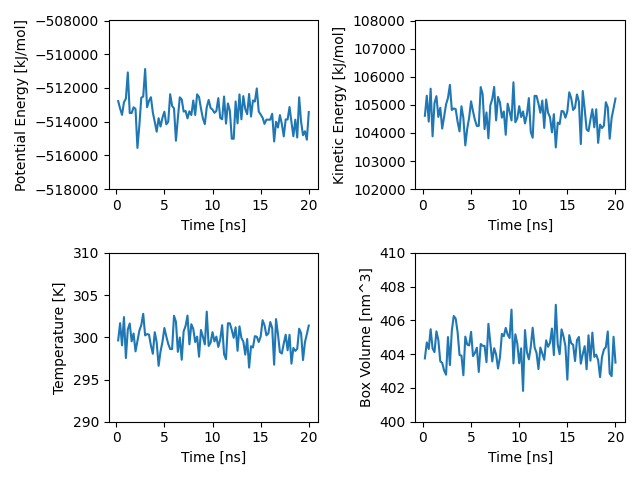 Potential Energy [kJ/mol]
−508000
−510000
−512000
−514000
−516000
−518000
0 5 10 15 20
Time [ns]
Kinetic Energy [kJ/mol]
108000
107000
106000
105000
104000
103000
102000
0 5 10 15 20
Time [ns]
Temperature [K]
310
305
300
295
290
0 5 10 15 20
Time [ns]
Box Volume [nm^3]
410
408
406
404
402
400
0 5 10 15 20
Time [ns]